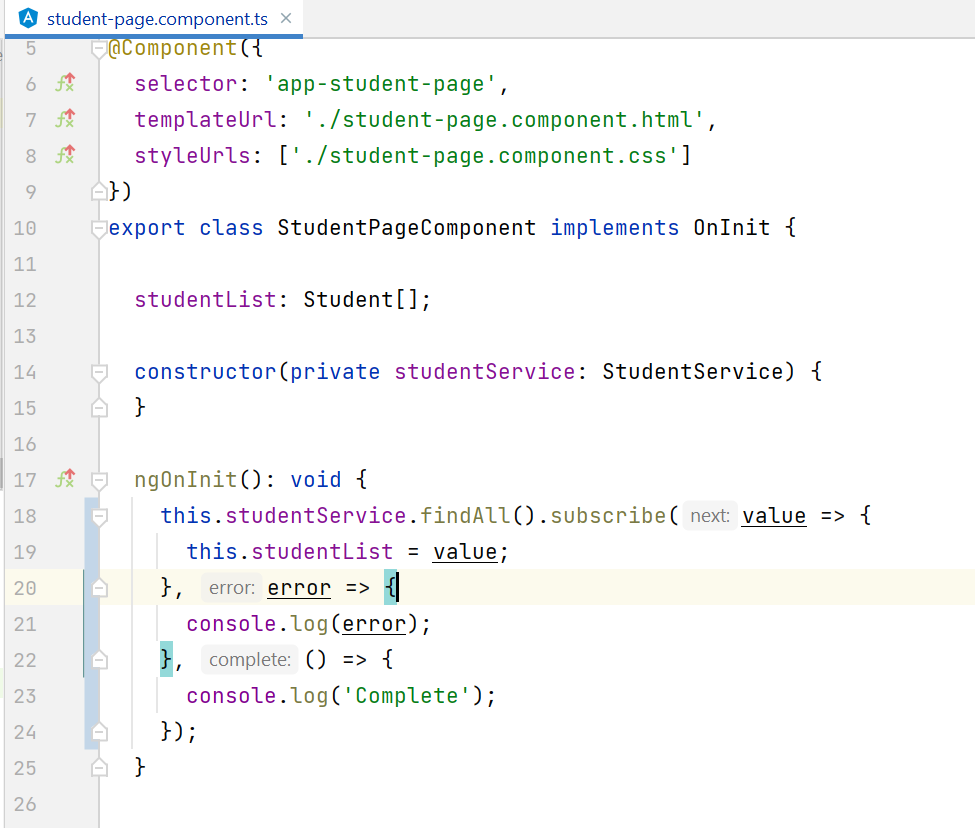 student-page.component.ts
5 @Component({
6 selector: 'app-student-page',
7 templateUrl: './student-page.component.html',
8 styleUrls: ['./student-page.component.css']
9 })
10 export class StudentPageComponent implements OnInit {
11
12 studentList: Student[];
13
14 constructor(private studentService: StudentService) {
15 }
16
17 ngOnInit(): void {
18 this.studentService.findAll().subscribe( next: value => {
19 this.studentList = value;
20 }, error: error => {
21 console.log(error);
22 }, complete: () => {
23 console.log('Complete');
24 });
25 }
26